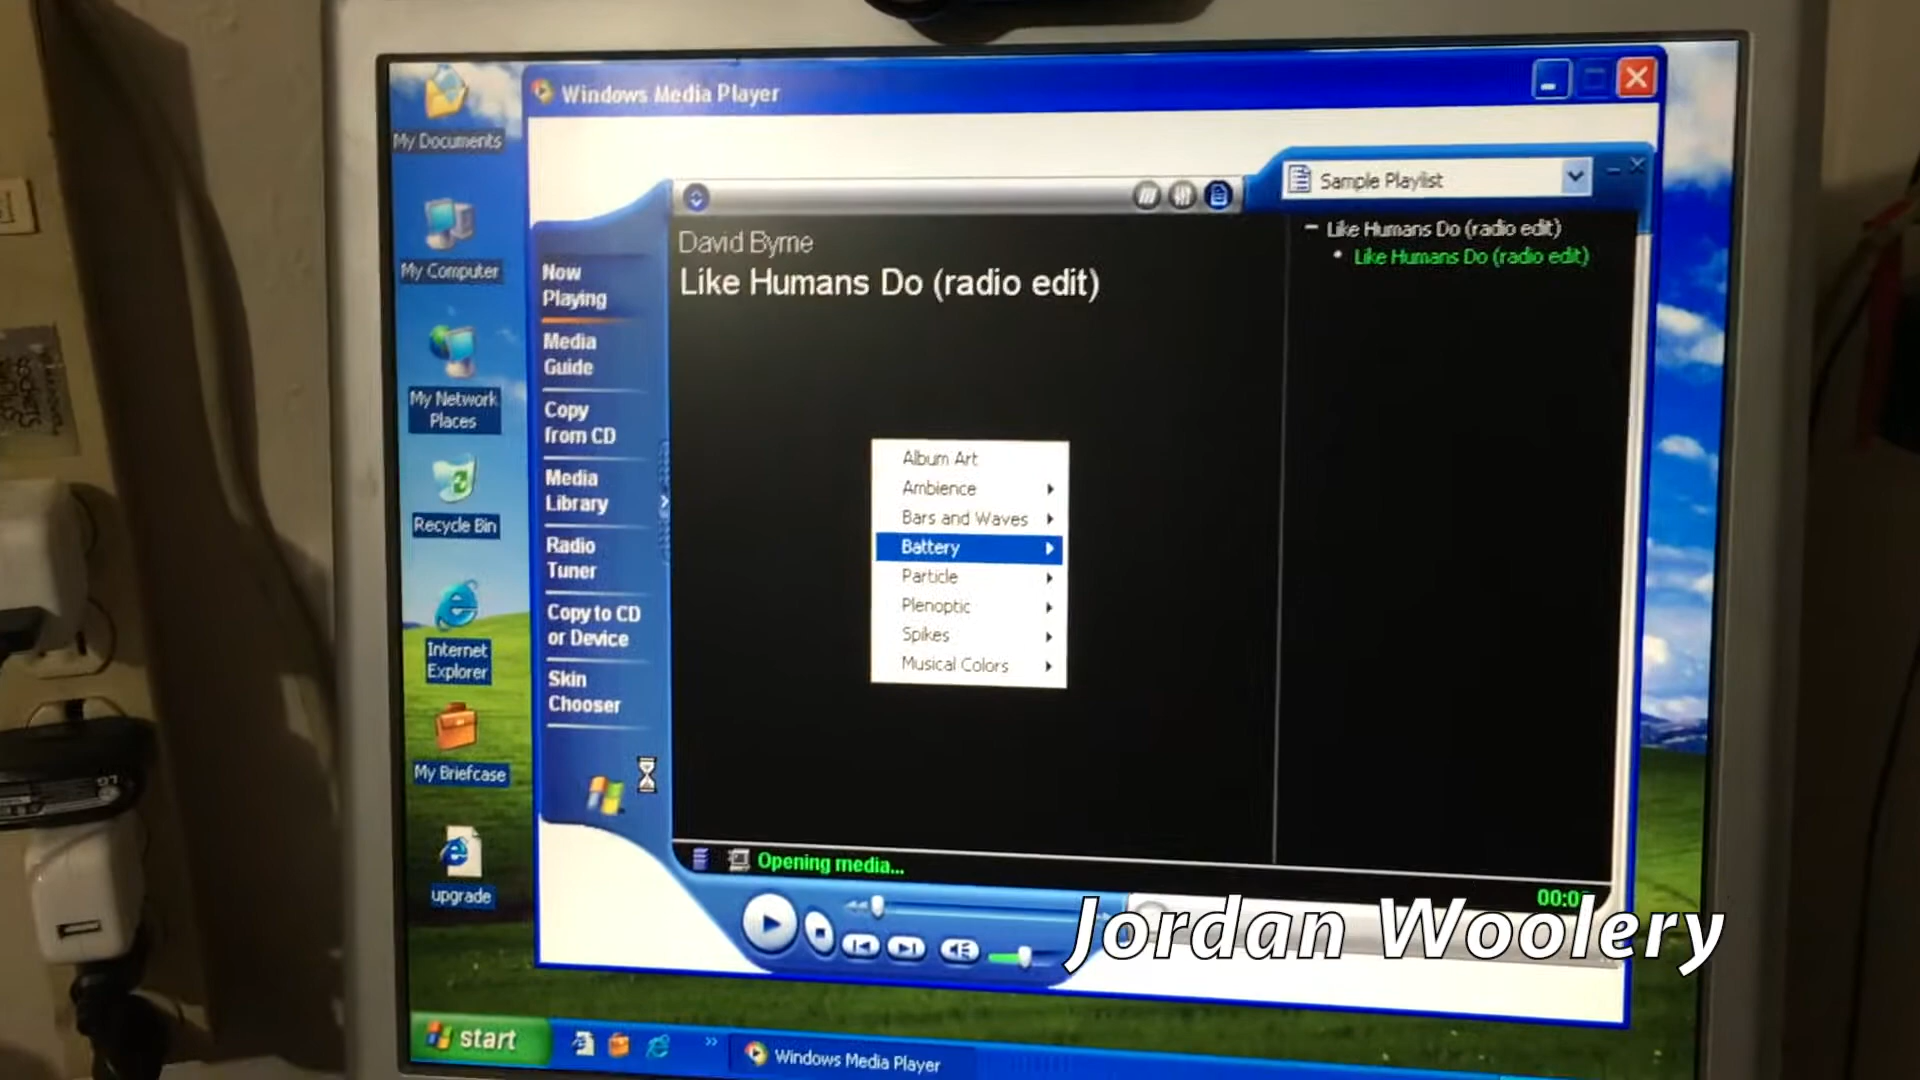 My Documents
My Computer
My Network
Places
Recycle Bin
Internet
Explorer
My Briefcase
upgrade
Windows Media Player
Sample Playlist
David Byrne
Like Humans Do (radio edit)
Like Humans Do (radio edit)
Like Humans Do (radio edit)
Now
Playing
Media
Guide
Copy
from CD
Media
Library
Radio
Tuner
Copy to CD
or Device
Skin
Chooser
Album Art
Ambience
Bars and Waves
Battery
Particle
Plenoptic
Spikes
Musical Colors
Opening media...
Jordan Woolery
start
Windows Media Player